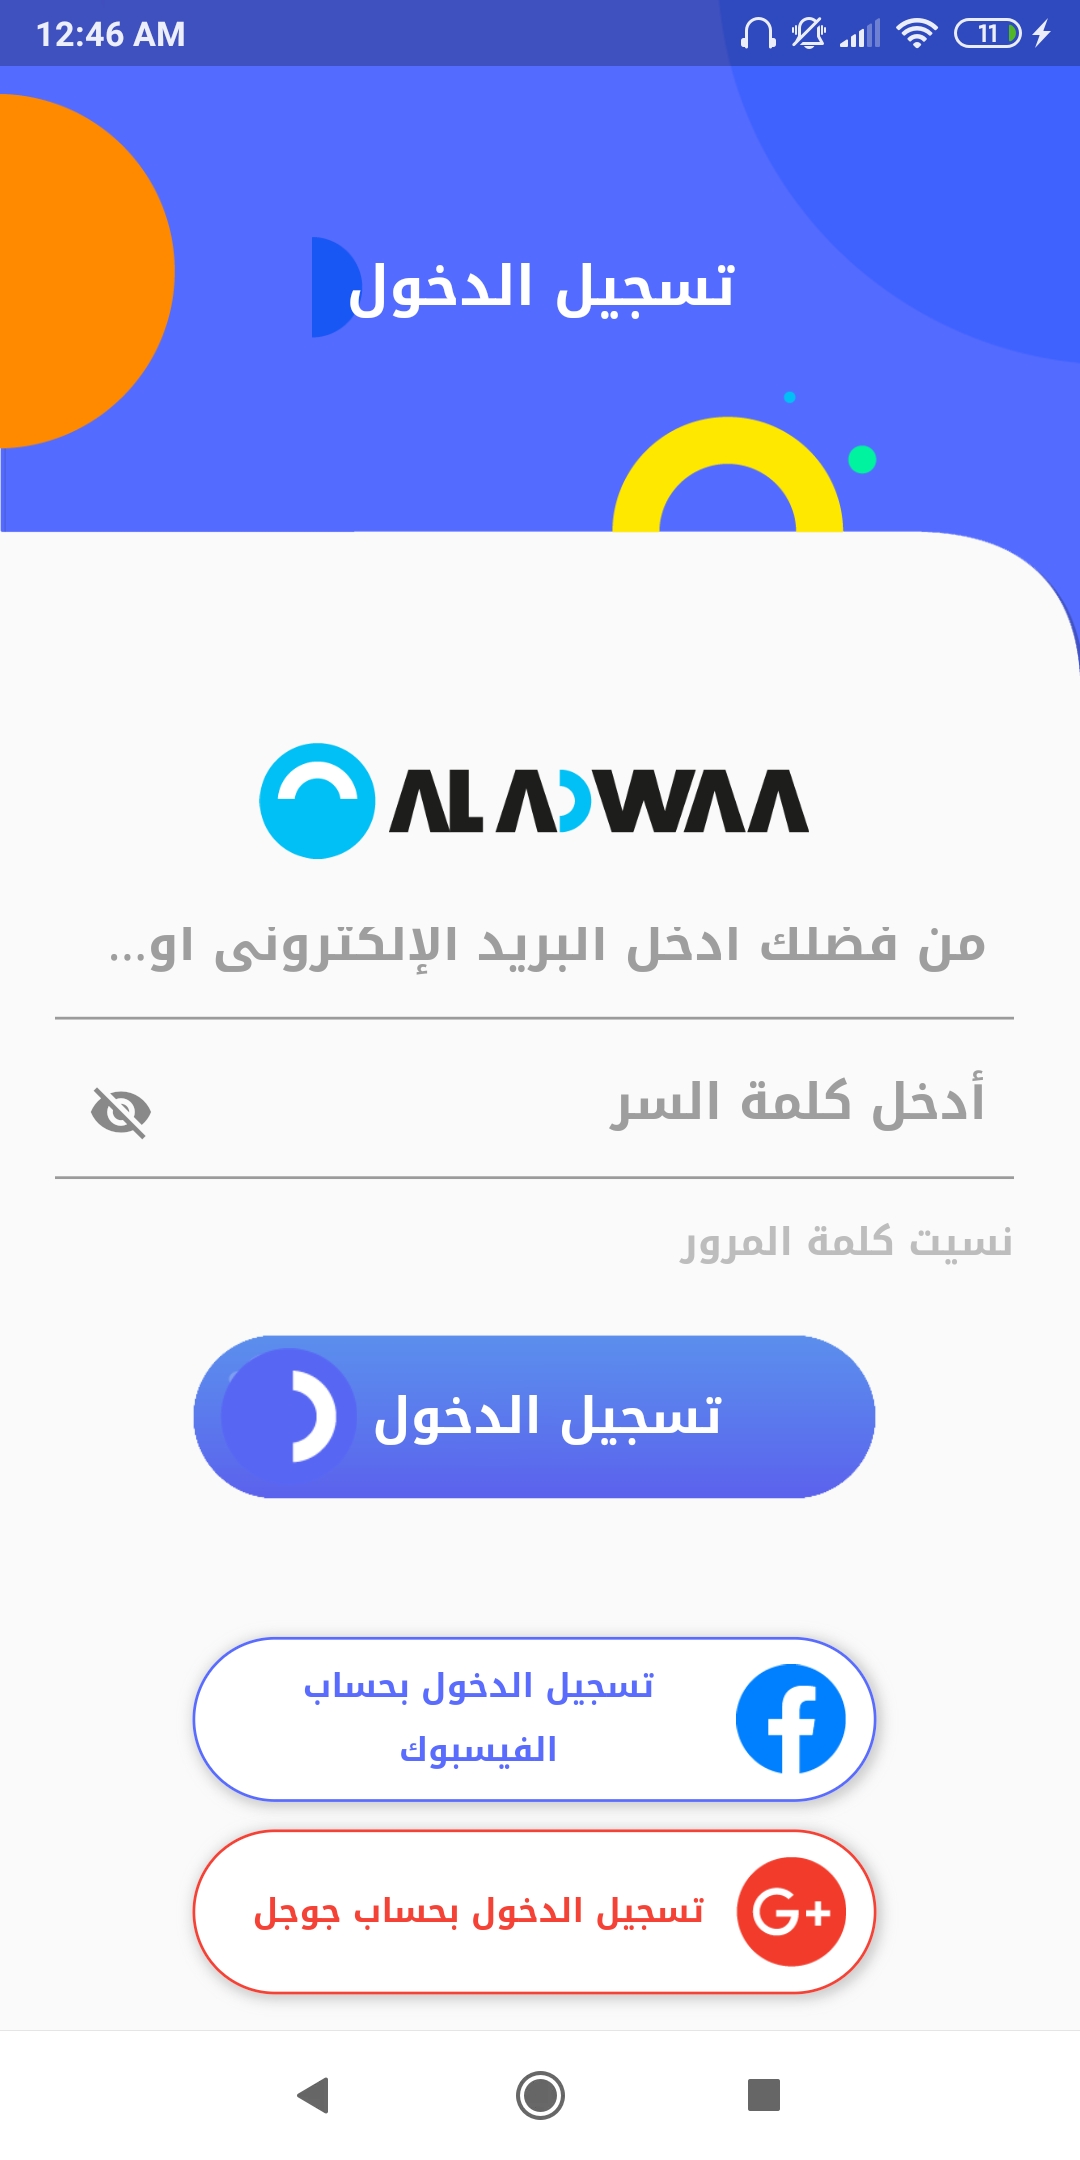 12:46 AM
11
تسجيل الدخول
ALADWAA
من فضلك ادخل البريد الإلكترونى او...
أدخل كلمة السر
نسيت كلمة المرور
تسجيل الدخول
تسجيل الدخول بحساب
الفيسبوك
تسجيل الدخول بحساب جوجل
G+